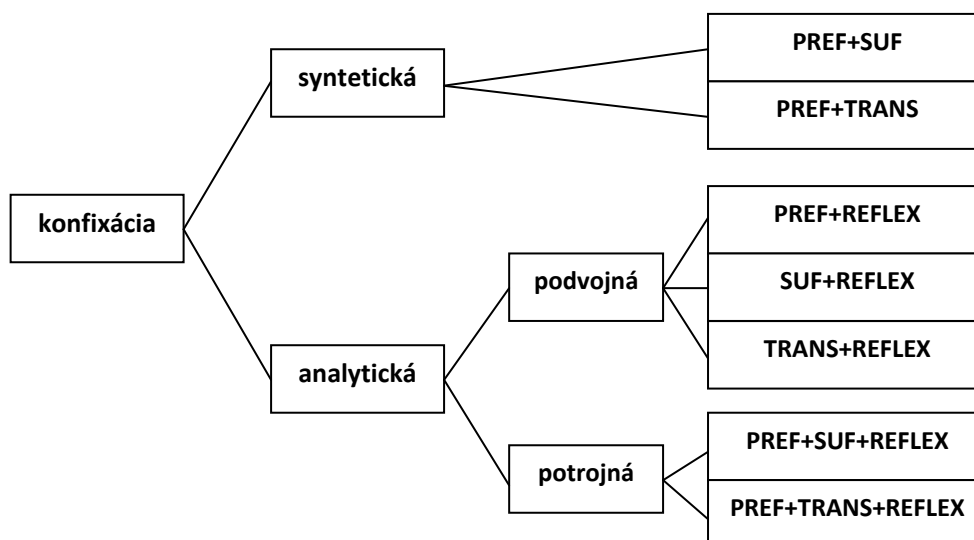 PREF+SUF
syntetická
PREF+TRANS
konfixácia
PREF+REFLEX
podvojná
SUF+REFLEX
TRANS+REFLEX
analytická
PREF+SUF+REFLEX
potrojná
PREF+TRANS+REFLEX